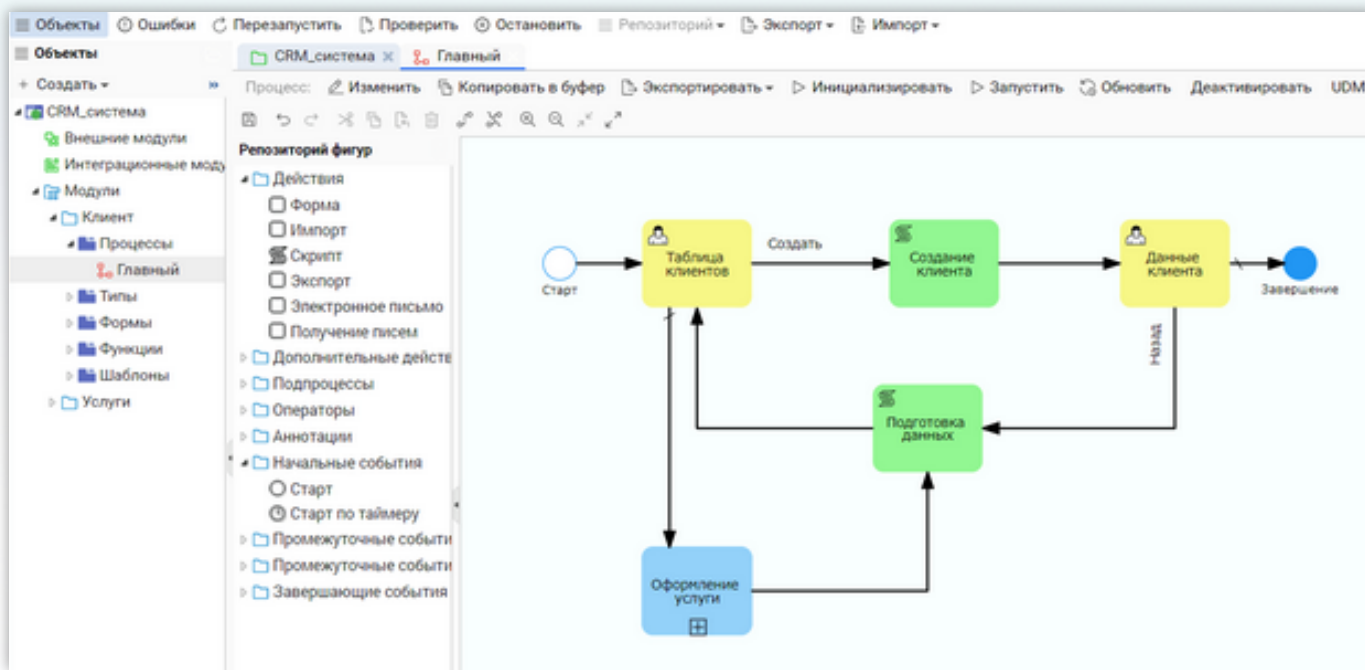 Объекты Ошибки Перезапустить Проверить Остановить Репозиторий Экспорт Импорт
Объекты
CRM_система Главный
Создать
Процесс: Изменить Копировать в буфер Экспортировать Инициализировать Запустить Обновить Деактивировать UDM
CRM_система
Внешние модули
Интеграционные моду
Модули
Клиент
Процессы
Главный
Типы
Формы
Функции
Шаблоны
Услуги
Репозиторий фигур
Действия
Форма
Импорт
Скрипт
Экспорт
Электронное письмо
Получение писем
Дополнительные действ
Подпроцессы
Операторы
Аннотации
Начальные события
Старт
Старт по таймеру
Промежуточные событи
Промежуточные событи
Завершающие события
Старт
Таблица
клиентов
Создать
Создание
клиента
Данные
клиента
Завершение
Назад
Подготовка
данных
Оформление
услуги